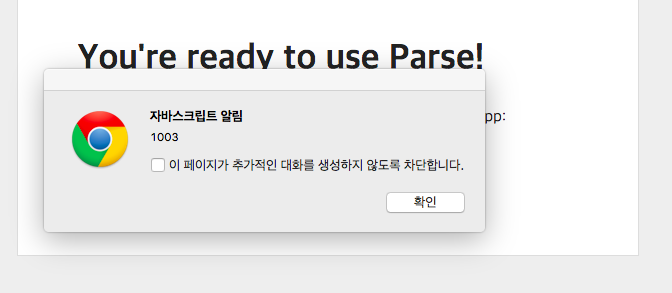 You're ready to use Parse!
pp:
자바스크립트 알림
1003
이 페이지가 추가적인 대화를 생성하지 않도록 차단합니다.
확인